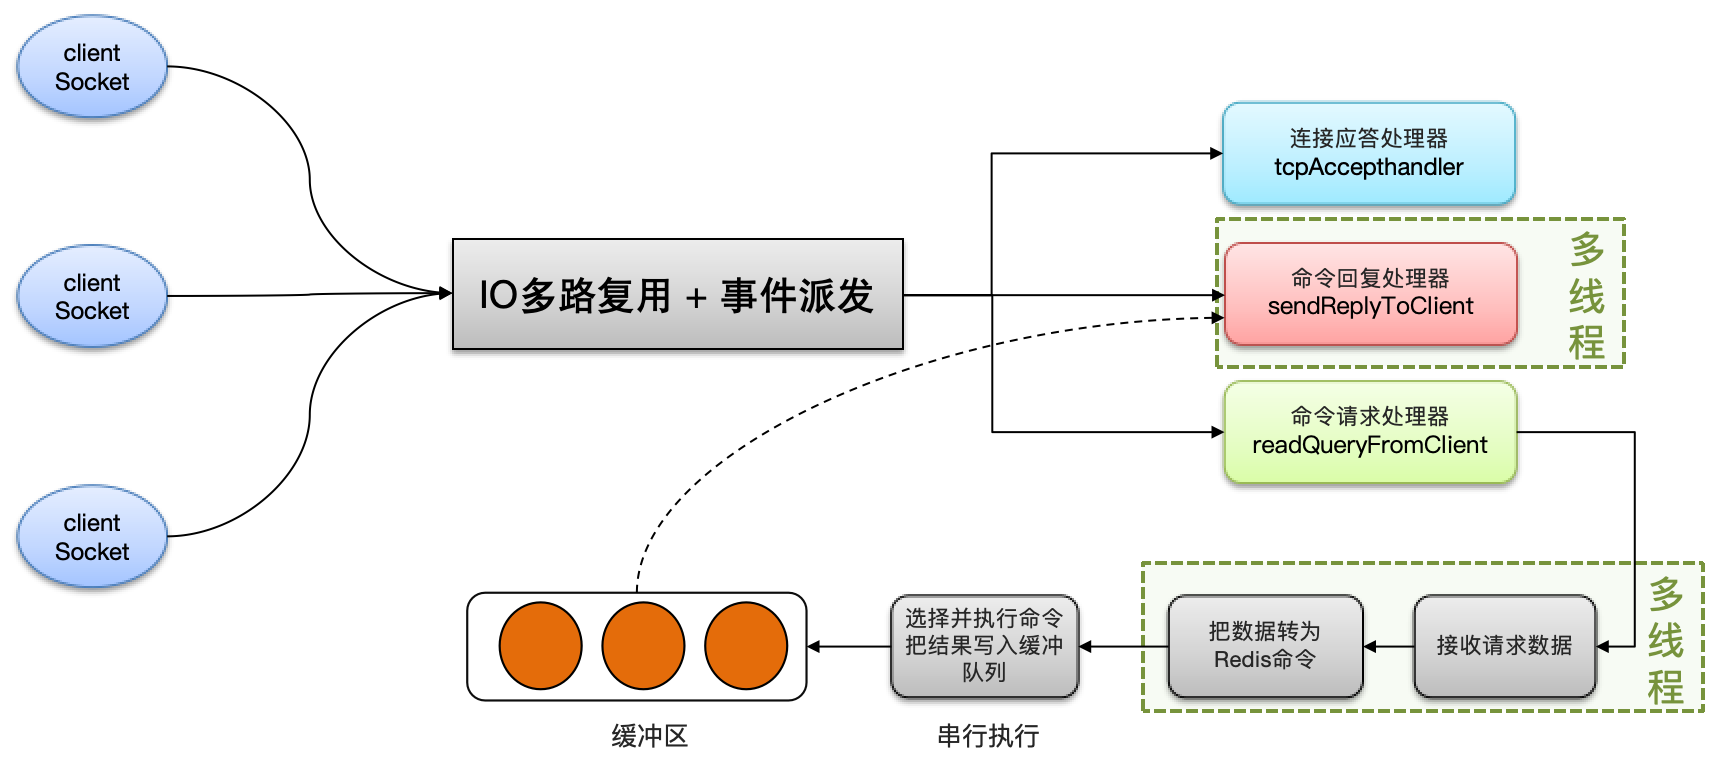 client
Socket
client
Socket
client
Socket
IO多路复用 + 事件派发
连接应答处理器
tcpAccepthandler
命令回复处理器
sendReplyToClient
多
线
程
命令请求处理器
readQueryFromClient
多
线
程
接收请求数据
把数据转为
Redis命令
选择并执行命令
把结果写入缓冲
队列
串行执行
缓冲区